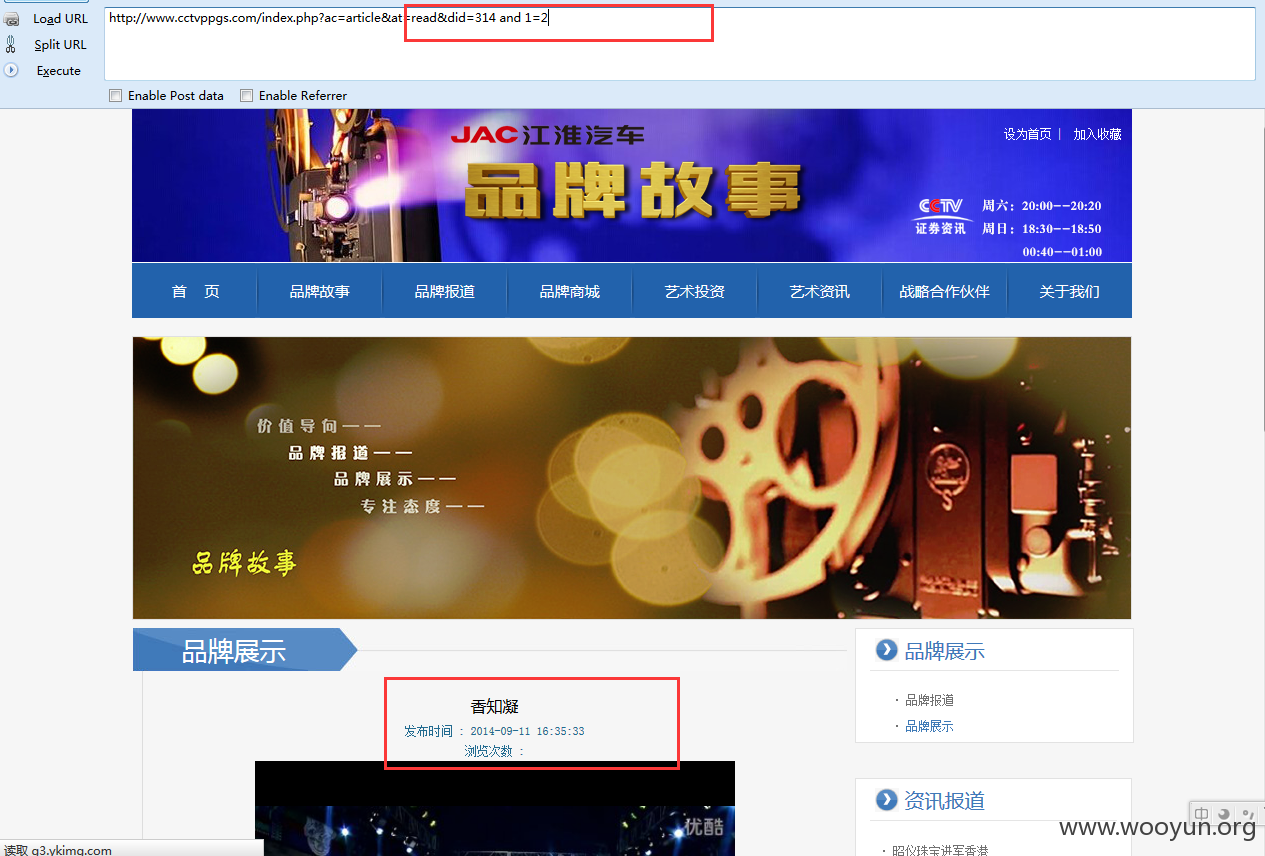 Load URL
http://www.cctvppgs.com/index.php?ac=article&at=read&did=314 and 1=2
Split URL
Execute
Enable Post data
Enable Referrer
JAC江淮汽车
设为首页 | 加入收藏
品牌故事
CCTV
证券资讯
周六：20:00--20:20
周日：18:30--18:50
00:40--01:00
首 页
品牌故事
品牌报道
品牌商城
艺术投资
艺术资讯
战略合作伙伴
关于我们
价值导向——
品牌报道——
品牌展示——
专注态度——
品牌故事
品牌展示
香知凝
发布时间 : 2014-09-11 16:35:33
浏览次数 :
优酷
品牌展示
· 品牌报道
· 品牌展示
资讯报道
· 昭仪珠宝进军香港
中
www.wooyun.org
读取 g3.ykimg.com